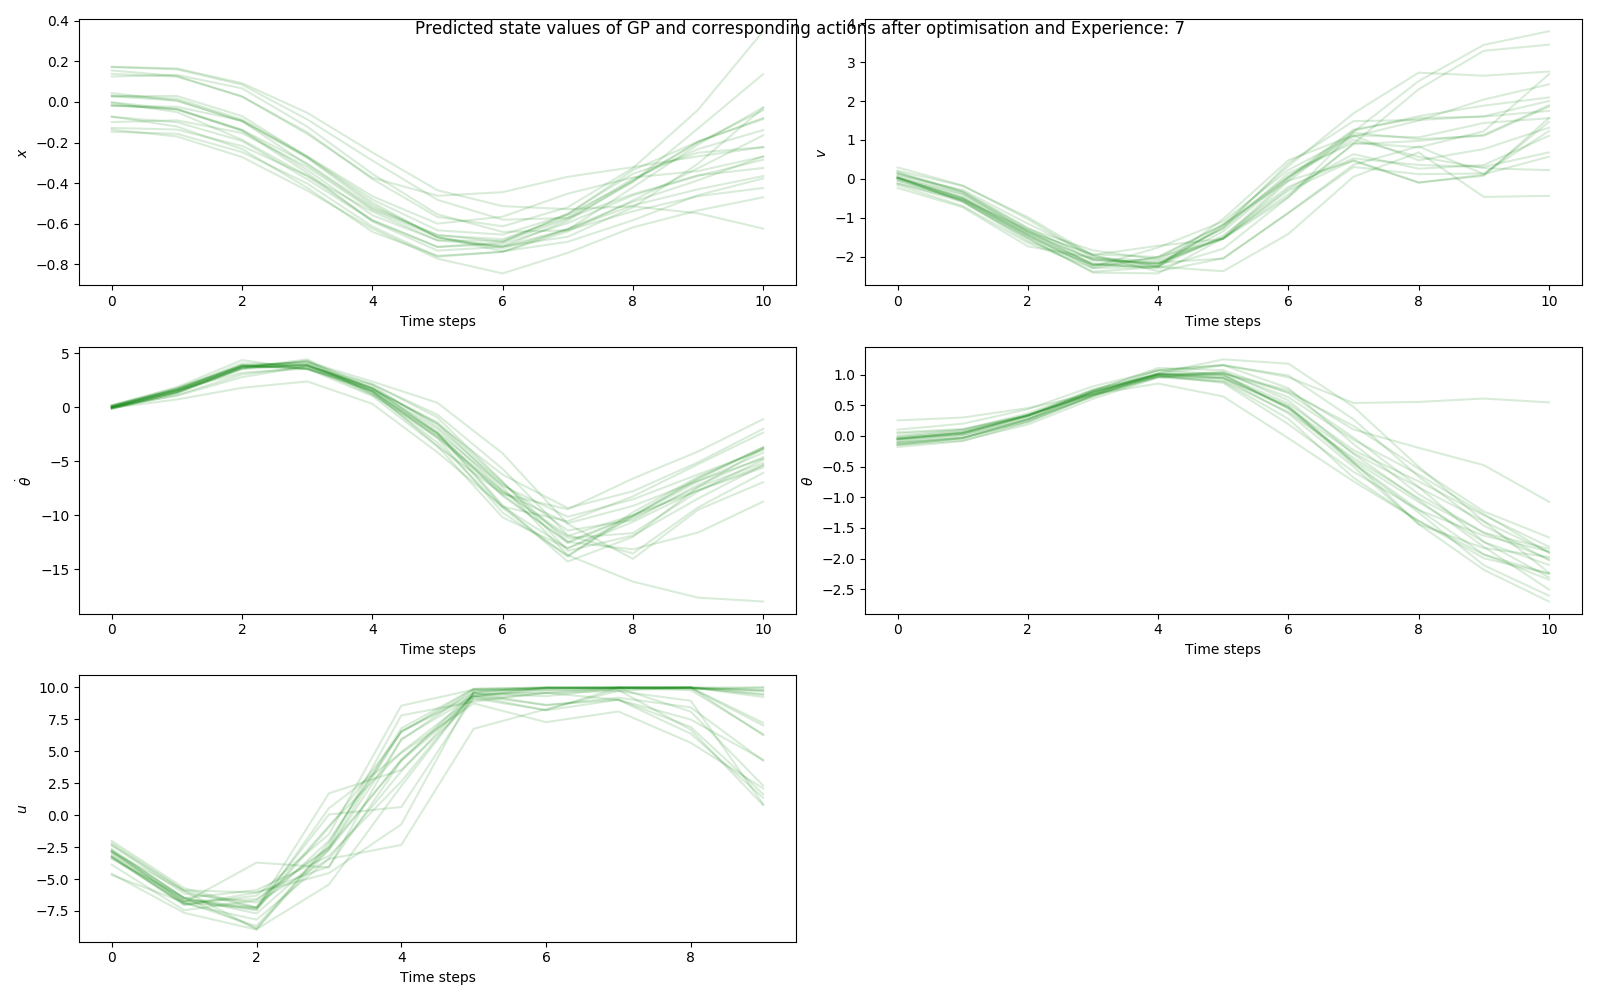 Predicted state values of GP and corresponding actions after optimisation and Experience: 7
0.4
0.2
0.0
−0.2
−0.4
−0.6
−0.8
x
0 2 4 6 8 10
Time steps
4
3
2
1
0
−1
−2
v
0 2 4 6 8 10
Time steps
5
0
−5
−10
−15
θ̇
0 2 4 6 8 10
Time steps
1.0
0.5
0.0
−0.5
−1.0
−1.5
−2.0
−2.5
θ
0 2 4 6 8 10
Time steps
10.0
7.5
5.0
2.5
0.0
−2.5
−5.0
−7.5
u
0 2 4 6 8
Time steps